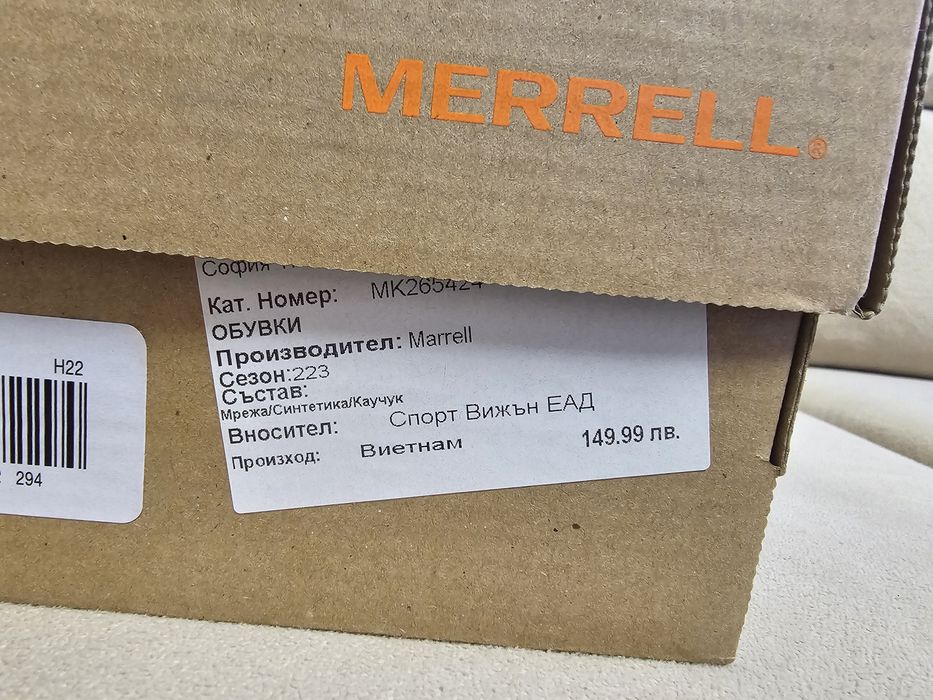 MERRELL®
София
Кат. Номер: MK265424
ОБУВКИ
Производител: Marrell
Сезон:223
Състав:
Мрежа/Синтетика/Каучук
Вносител: Спорт Вижън ЕАД
Произход: Виетнам 149.99 лв.
H22
294